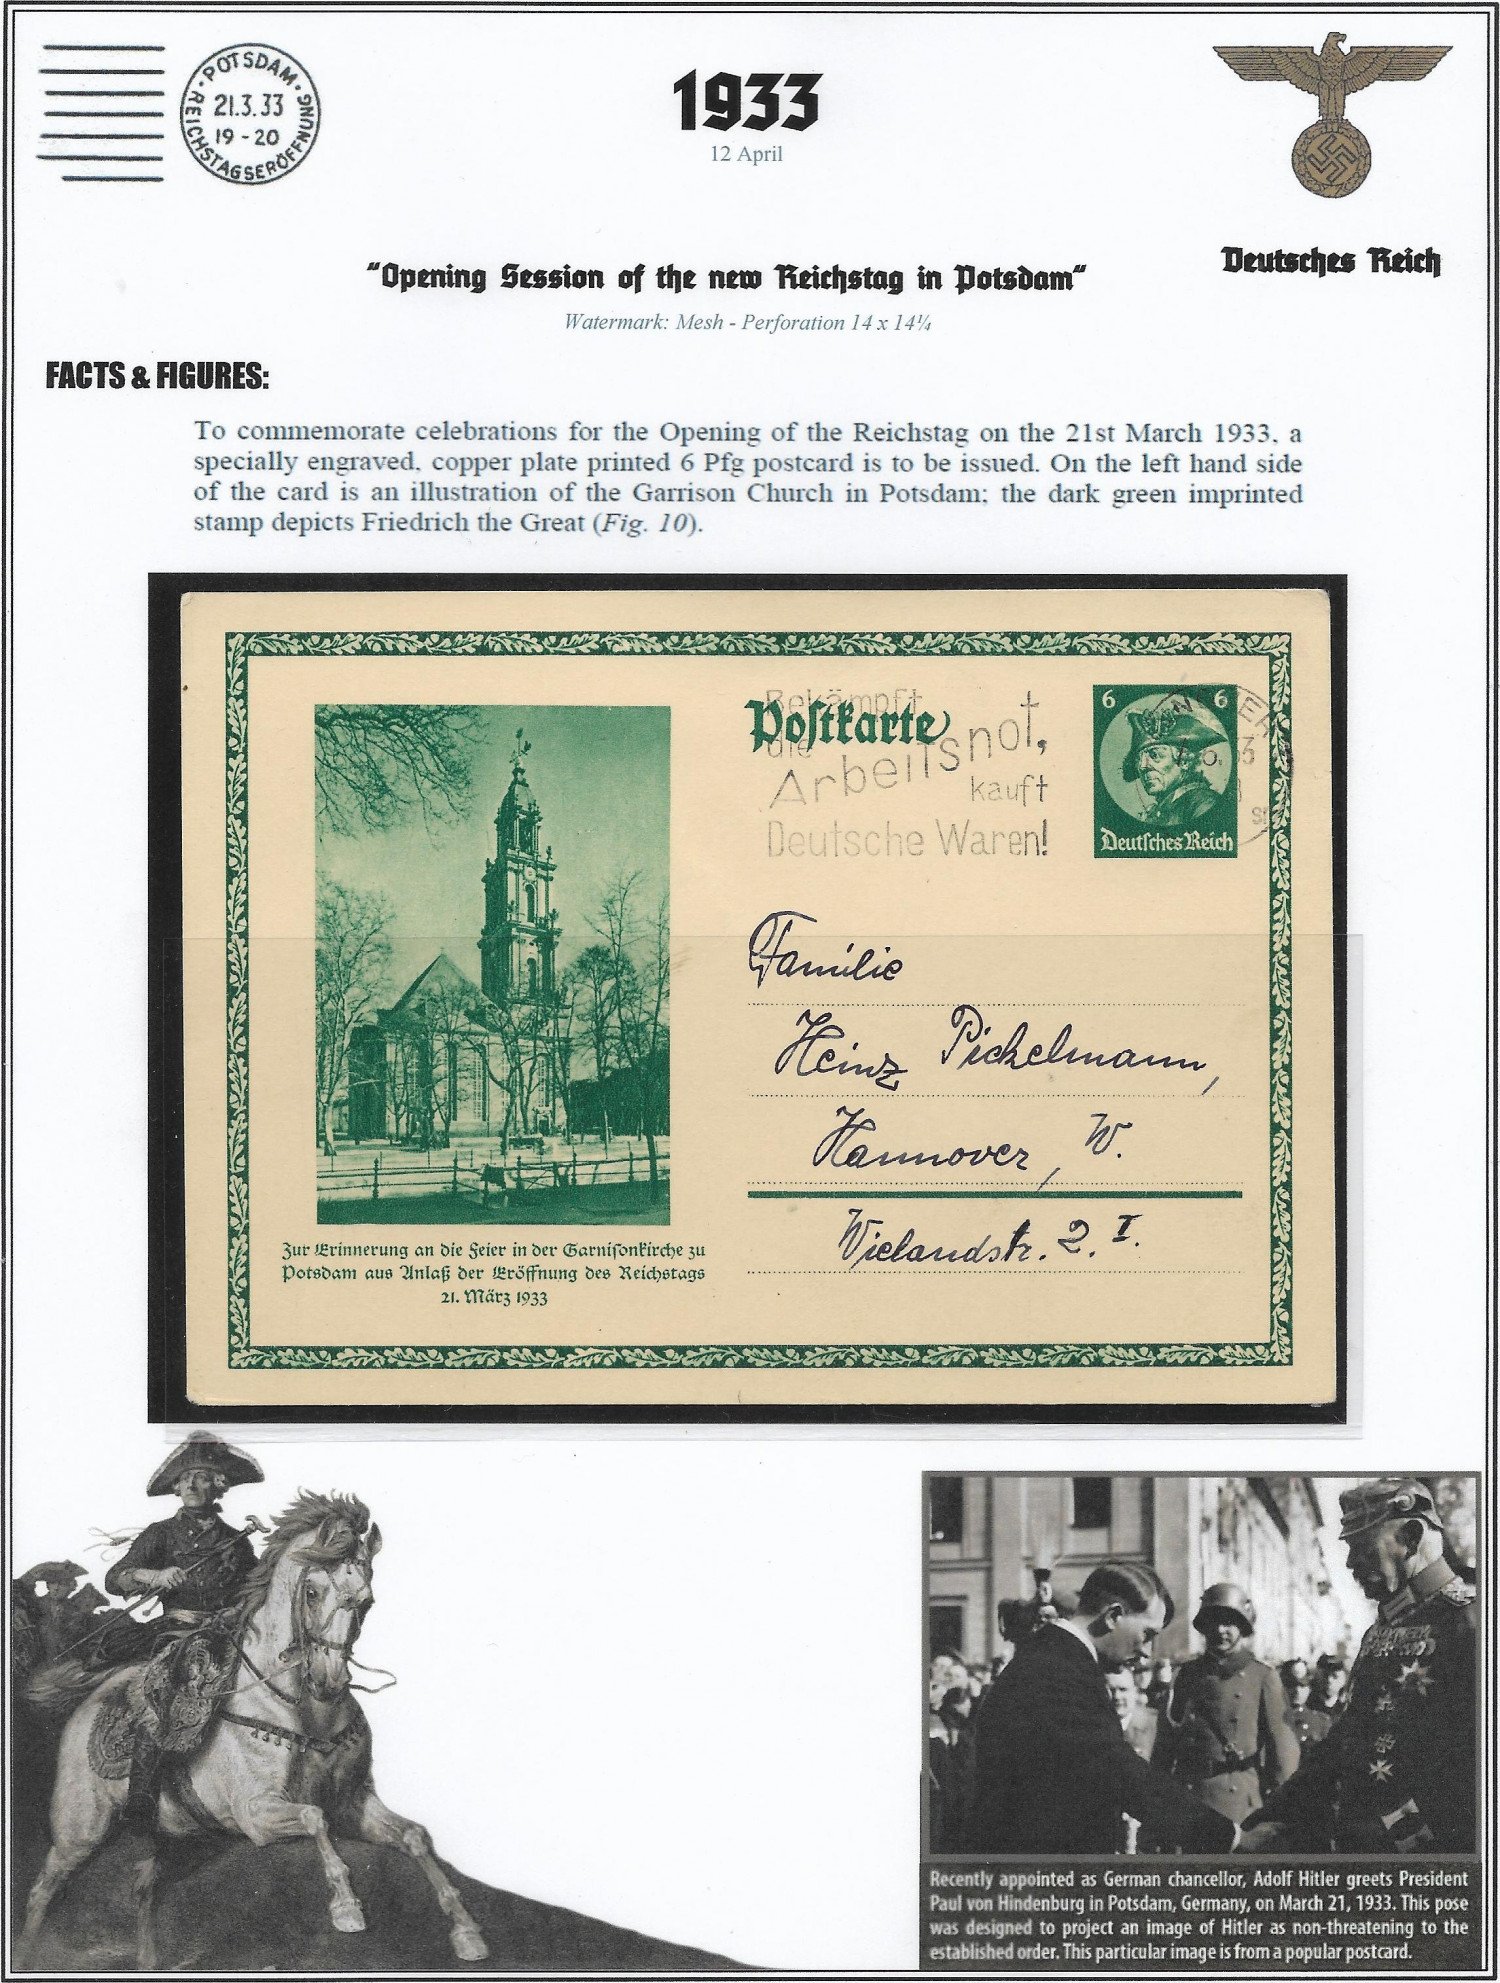 POTSDAM
21.3.33
19-20
REICHSTAGSERÖFFNUNG
1933
12 April
Deutsches Reich
“Opening Session of the new Reichstag in Potsdam“
Watermark: Mesh - Perforation 14 x 14¼
FACTS & FIGURES:
To commemorate celebrations for the Opening of the Reichstag on the 21st March 1933, a
specially engraved, copper plate printed 6 Pfg postcard is to be issued. On the left hand side
of the card is an illustration of the Garrison Church in Potsdam; the dark green imprinted
stamp depicts Friedrich the Great (Fig. 10).
Bekämpft
die
Arbeitsnot,
kauft
Deutsche Waren!
Postkarte
6 6
Deutsches Reich
Familie
Heinz Pickelmann,
Hannover, W.
Wielandstr. 2. I.
Zur Erinnerung an die Feier in der Garnisonkirche zu
Potsdam aus Anlaß der Eröffnung des Reichstags
21. März 1933
Recently appointed as German chancellor, Adolf Hitler greets President
Paul von Hindenburg in Potsdam, Germany, on March 21, 1933. This pose
was designed to project an image of Hitler as non-threatening to the
established order. This particular image is from a popular postcard.